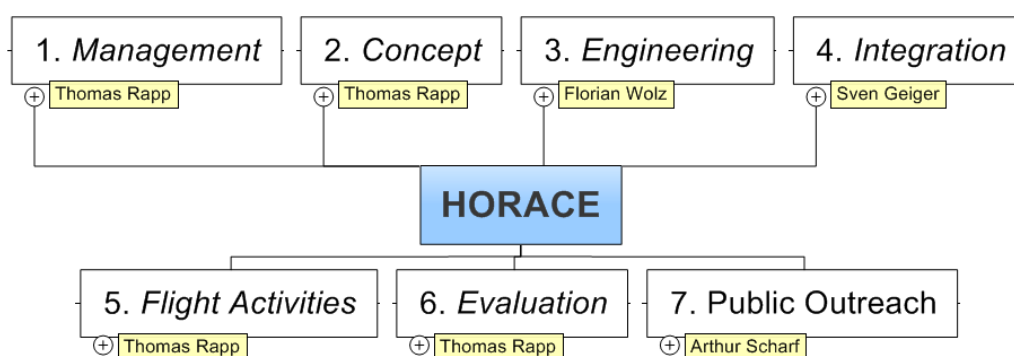 1. Management
2. Concept
3. Engineering
4. Integration
Thomas Rapp
Thomas Rapp
Florian Wolz
Sven Geiger
HORACE
5. Flight Activities
6. Evaluation
7. Public Outreach
Thomas Rapp
Thomas Rapp
Arthur Scharf